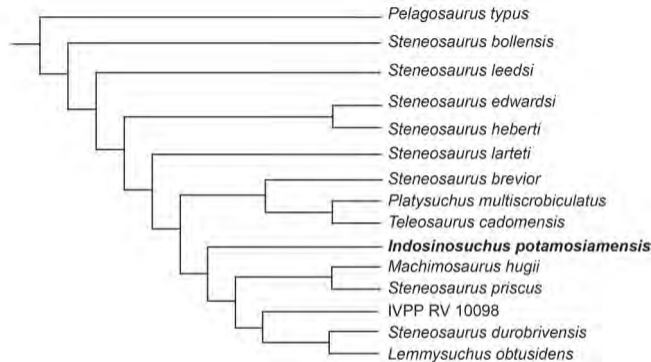 Pelagosaurus typus
Steneosaurus bollensis
Steneosaurus leedsi
Steneosaurus edwardsi
Steneosaurus heberti
Steneosaurus larteti
Steneosaurus brevior
Platysuchus multiscrobiculatus
Teleosaurus cadomensis
Indosinosuchus potamosiamensis
Machimosaurus hugii
Steneosaurus priscus
IVPP RV 10098
Steneosaurus durobrivensis
Lemmysuchus obtusidens